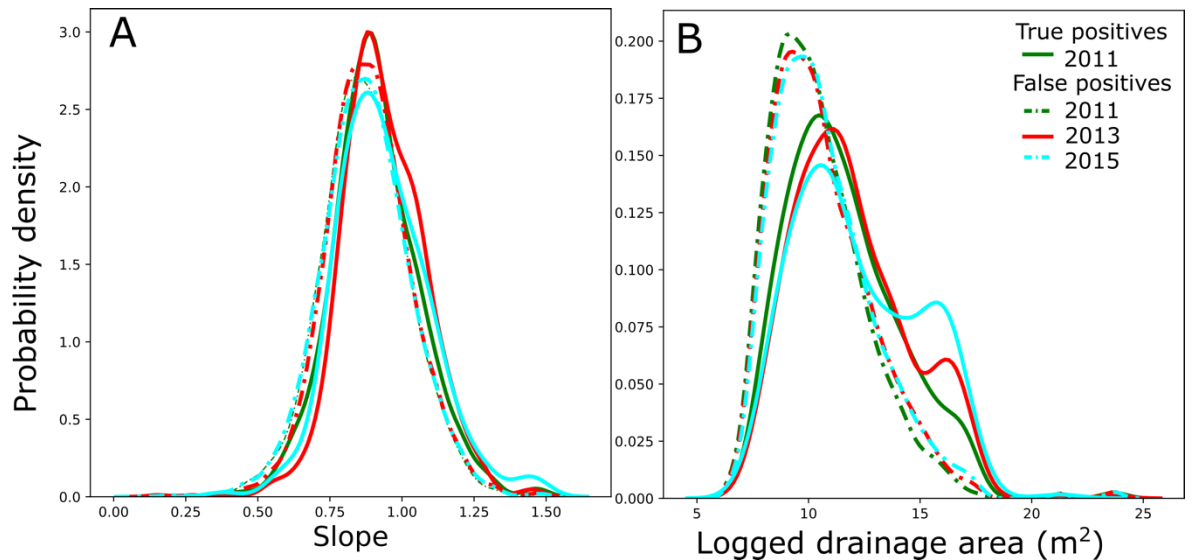 A
3.0
2.5
2.0
1.5
1.0
0.5
0.0
0.00 0.25 0.50 0.75 1.00 1.25 1.50
Slope
Probability density
B
0.200
0.175
0.150
0.125
0.100
0.075
0.050
0.025
0.000
5 10 15 20 25
Logged drainage area (m²)
True positives
2011
False positives
2011
2013
2015